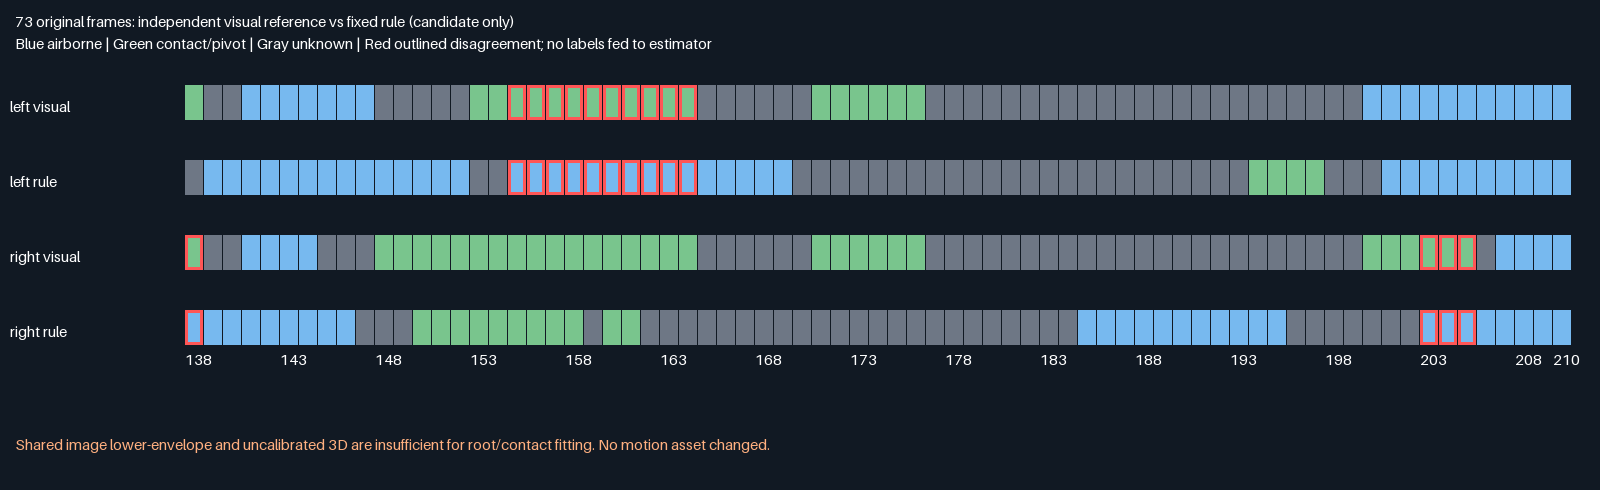 73 original frames: independent visual reference vs fixed rule (candidate only)
Blue airborne | Green contact/pivot | Gray unknown | Red outlined disagreement; no labels fed to estimator
left visual
left rule
right visual
right rule
138 143 148 153 158 163 168 173 178 183 188 193 198 203 208 210
Shared image lower-envelope and uncalibrated 3D are insufficient for root/contact fitting. No motion asset changed.